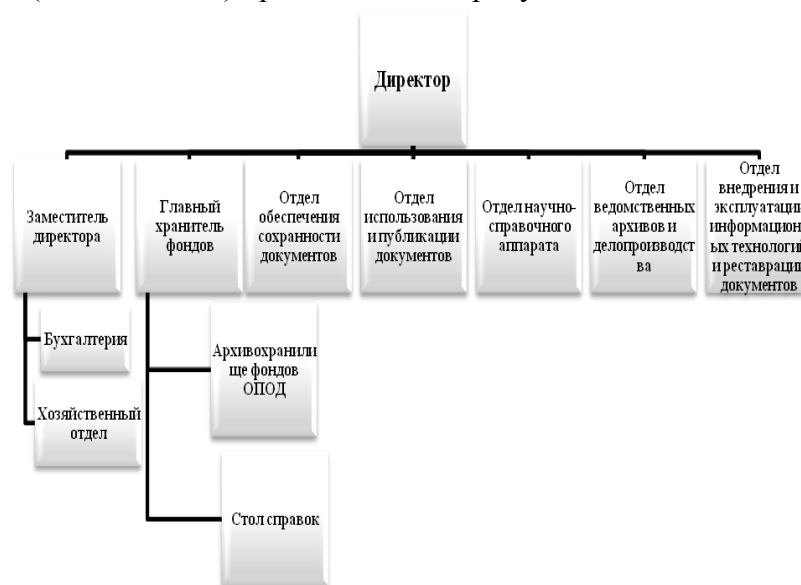 Директор
Заместитель
директора
Главный
хранитель
фондов
Отдел
обеспечения
сохранности
документов
Отдел
использования
и публикации
документов
Отдел научно-
справочного
аппарата
Отдел
ведомственных
архивов и
делопроизводст
ва
Отдел
внедрения и
эксплуатации
информацион
ых технологий
и реставрации
документов
Бухгалтерия
Хозяйственный
отдел
Архивохранили
ще фондов
ОПОД
Стол справок